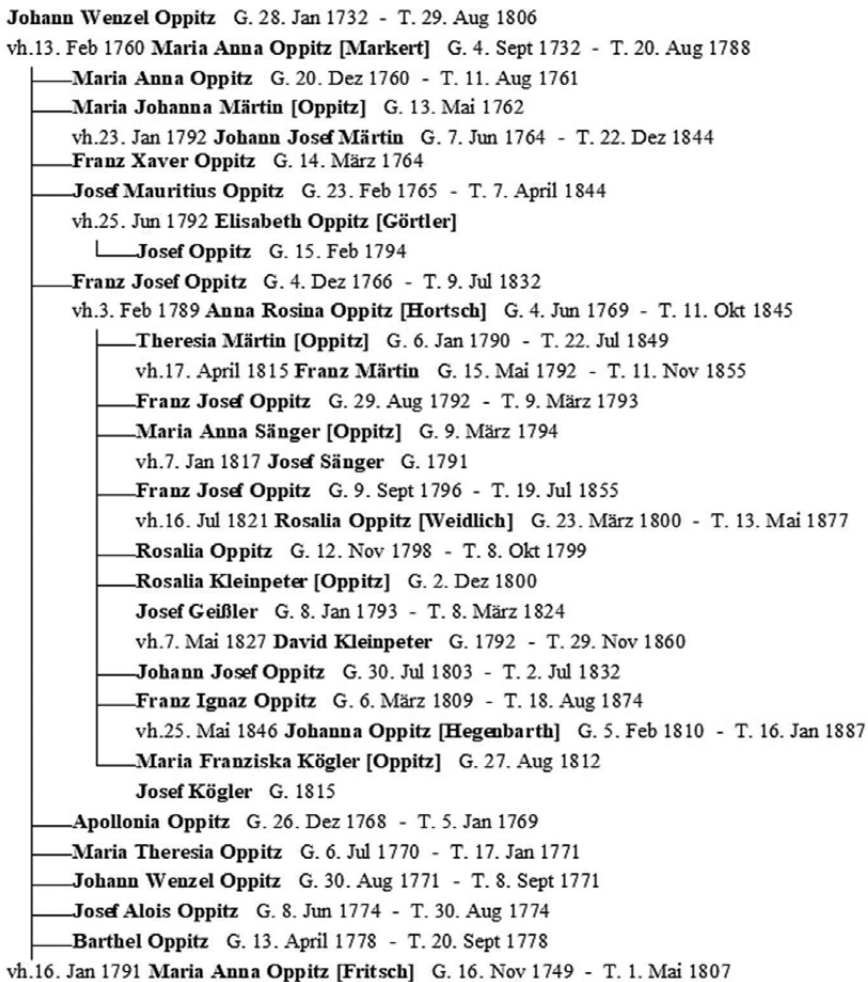 Johann Wenzel Oppitz G. 28. Jan 1732 - T. 29. Aug 1806
vh.13. Feb 1760 Maria Anna Oppitz [Markert] G. 4. Sept 1732 - T. 20. Aug 1788
Maria Anna Oppitz G. 20. Dez 1760 - T. 11. Aug 1761
Maria Johanna Märtin [Oppitz] G. 13. Mai 1762
vh.23. Jan 1792 Johann Josef Märtin G. 7. Jun 1764 - T. 22. Dez 1844
Franz Xaver Oppitz G. 14. März 1764
Josef Mauritius Oppitz G. 23. Feb 1765 - T. 7. April 1844
vh.25. Jun 1792 Elisabeth Oppitz [Görtler]
Josef Oppitz G. 15. Feb 1794
Franz Josef Oppitz G. 4. Dez 1766 - T. 9. Jul 1832
vh.3. Feb 1789 Anna Rosina Oppitz [Hortsch] G. 4. Jun 1769 - T. 11. Okt 1845
Theresia Märtin [Oppitz] G. 6. Jan 1790 - T. 22. Jul 1849
vh.17. April 1815 Franz Märtin G. 15. Mai 1792 - T. 11. Nov 1855
Franz Josef Oppitz G. 29. Aug 1792 - T. 9. März 1793
Maria Anna Sänger [Oppitz] G. 9. März 1794
vh.7. Jan 1817 Josef Sänger G. 1791
Franz Josef Oppitz G. 9. Sept 1796 - T. 19. Jul 1855
vh.16. Jul 1821 Rosalia Oppitz [Weidlich] G. 23. März 1800 - T. 13. Mai 1877
Rosalia Oppitz G. 12. Nov 1798 - T. 8. Okt 1799
Rosalia Kleinpeter [Oppitz] G. 2. Dez 1800
Josef Geißler G. 8. Jan 1793 - T. 8. März 1824
vh.7. Mai 1827 David Kleinpeter G. 1792 - T. 29. Nov 1860
Johann Josef Oppitz G. 30. Jul 1803 - T. 2. Jul 1832
Franz Ignaz Oppitz G. 6. März 1809 - T. 18. Aug 1874
vh.25. Mai 1846 Johanna Oppitz [Hegenbarth] G. 5. Feb 1810 - T. 16. Jan 1887
Maria Franziska Kögler [Oppitz] G. 27. Aug 1812
Josef Kögler G. 1815
Apollonia Oppitz G. 26. Dez 1768 - T. 5. Jan 1769
Maria Theresia Oppitz G. 6. Jul 1770 - T. 17. Jan 1771
Johann Wenzel Oppitz G. 30. Aug 1771 - T. 8. Sept 1771
Josef Alois Oppitz G. 8. Jun 1774 - T. 30. Aug 1774
Barthel Oppitz G. 13. April 1778 - T. 20. Sept 1778
vh.16. Jan 1791 Maria Anna Oppitz [Fritsch] G. 16. Nov 1749 - T. 1. Mai 1807